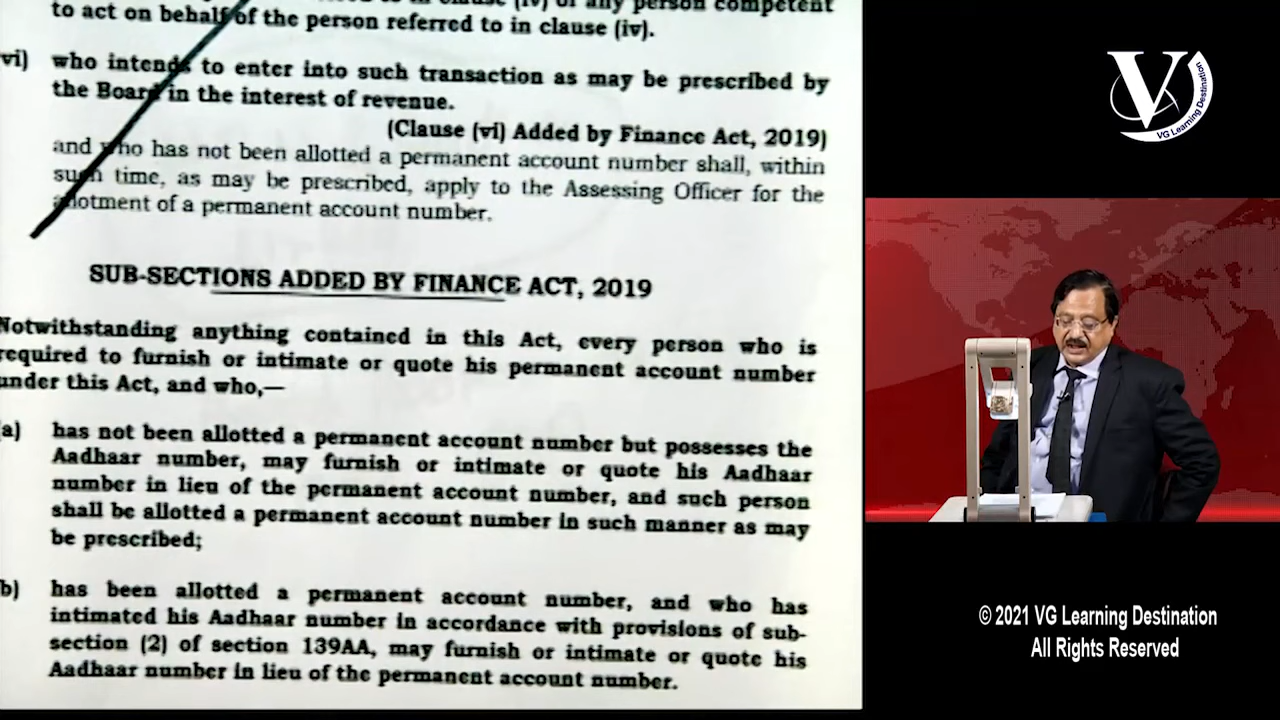 to in clause (iv) or any person competent
to act on behalf of the person referred to in clause (iv).
vi) who intends to enter into such transaction as may be prescribed by
the Board in the interest of revenue.
(Clause (vi) Added by Finance Act, 2019)
and who has not been allotted a permanent account number shall, within
such time, as may be prescribed, apply to the Assessing Officer for the
allotment of a permanent account number.
SUB-SECTIONS ADDED BY FINANCE ACT, 2019
Notwithstanding anything contained in this Act, every person who is
required to furnish or intimate or quote his permanent account number
under this Act, and who,—
a) has not been allotted a permanent account number but possesses the
Aadhaar number, may furnish or intimate or quote his Aadhaar
number in lieu of the permanent account number, and such person
shall be allotted a permanent account number in such manner as may
be prescribed;
b) has been allotted a permanent account number, and who has
intimated his Aadhaar number in accordance with provisions of sub-
section (2) of section 139AA, may furnish or intimate or quote his
Aadhaar number in lieu of the permanent account number.
V
VG Learning Destination
© 2021 VG Learning Destination
All Rights Reserved